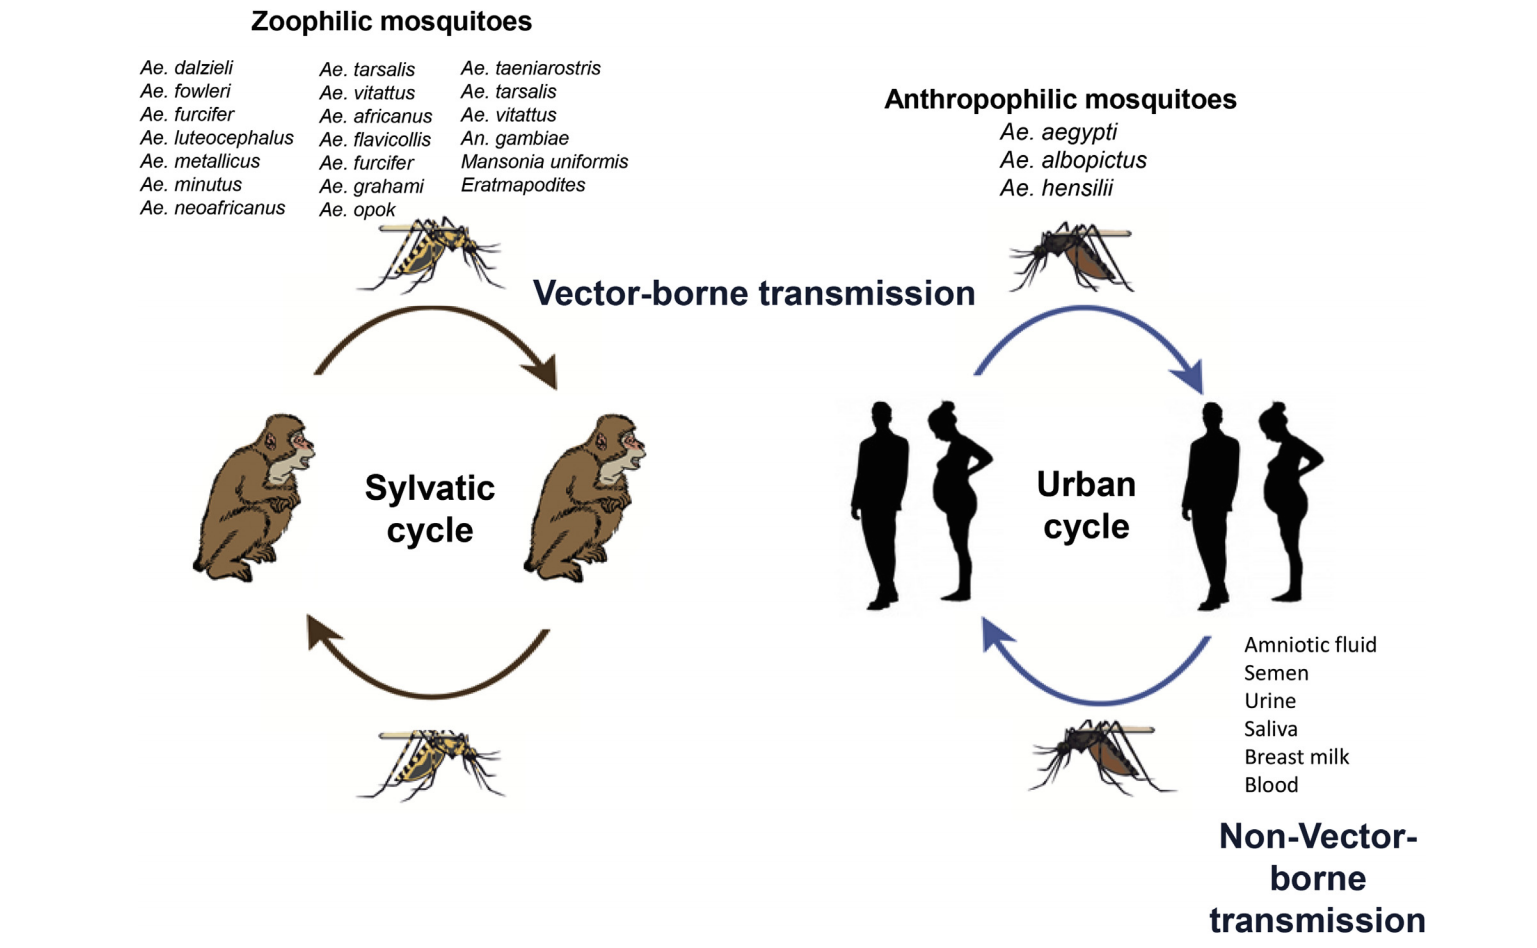 Zoophilic mosquitoes
Ae. dalzieli
Ae. fowleri
Ae. furcifer
Ae. luteocephalus
Ae. metallicus
Ae. minutus
Ae. neoafricanus
Ae. tarsalis
Ae. vitattus
Ae. africanus
Ae. flavicollis
Ae. furcifer
Ae. grahami
Ae. opok
Ae. taeniarostris
Ae. tarsalis
Ae. vitattus
An. gambiae
Mansonia uniformis
Eratmapodites
Anthropophilic mosquitoes
Ae. aegypti
Ae. albopictus
Ae. hensilii
Vector-borne transmission
Sylvatic
cycle
Urban
cycle
Amniotic fluid
Semen
Urine
Saliva
Breast milk
Blood
Non-Vector-
borne
transmission